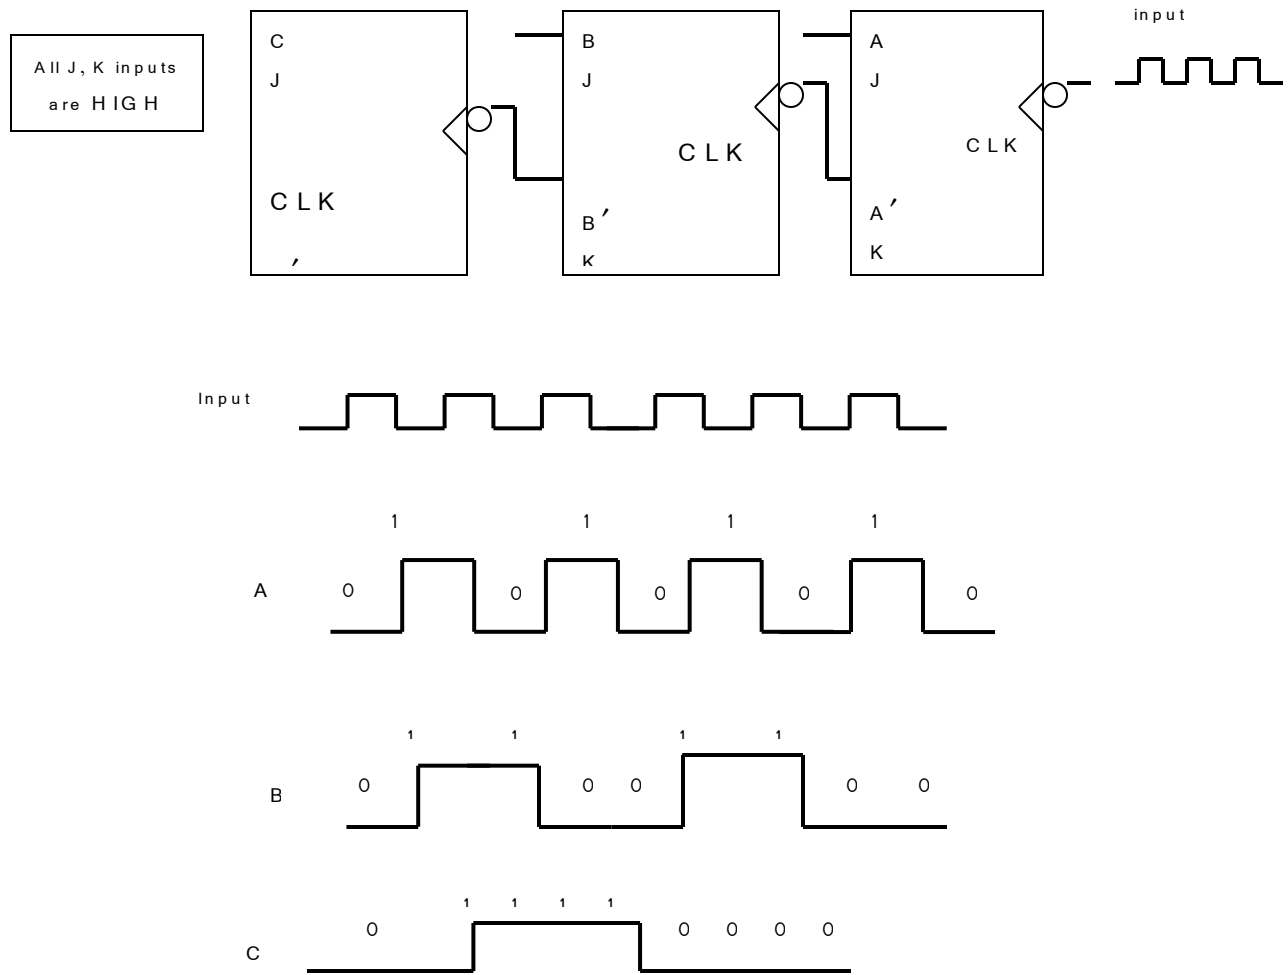 input
All J, K inputs
are HIGH
C
J
CLK
′
B
J
CLK
B′
K
A
J
CLK
A′
K
Input
1 1 1 1
A 0 0 0 0 0
1 1 1 1
B 0 0 0 0 0
1 1 1 1
C 0 0 0 0 0